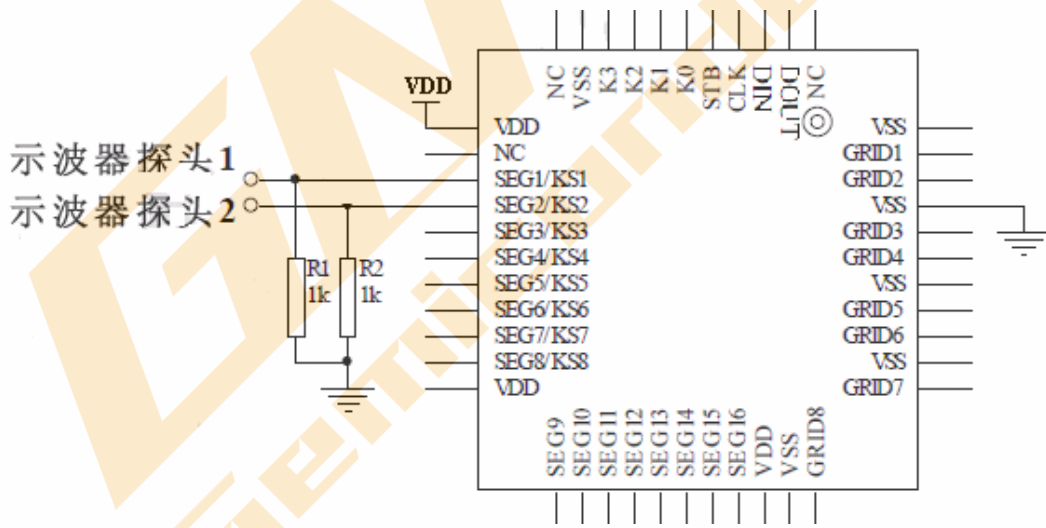 NC VSS K3 K2 K1 K0 STB CLK DIN DOUT NC
VDD
示波器探头1
示波器探头2
R1
1k
R2
1k
VDD
NC
SEG1/KS1
SEG2/KS2
SEG3/KS3
SEG4/KS4
SEG5/KS5
SEG6/KS6
SEG7/KS7
SEG8/KS8
VDD
VSS
GRID1
GRID2
VSS
GRID3
GRID4
VSS
GRID5
GRID6
VSS
GRID7
SEG9 SEG10 SEG11 SEG12 SEG13 SEG14 SEG15 SEG16 VDD VSS GRID8